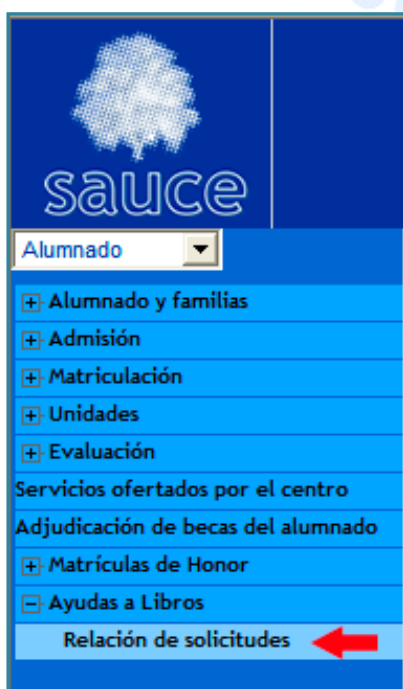 sauce
Alumnado
Alumnado y familias
Admisión
Matriculación
Unidades
Evaluación
Servicios ofertados por el centro
Adjudicación de becas del alumnado
Matrículas de Honor
Ayudas a Libros
Relación de solicitudes